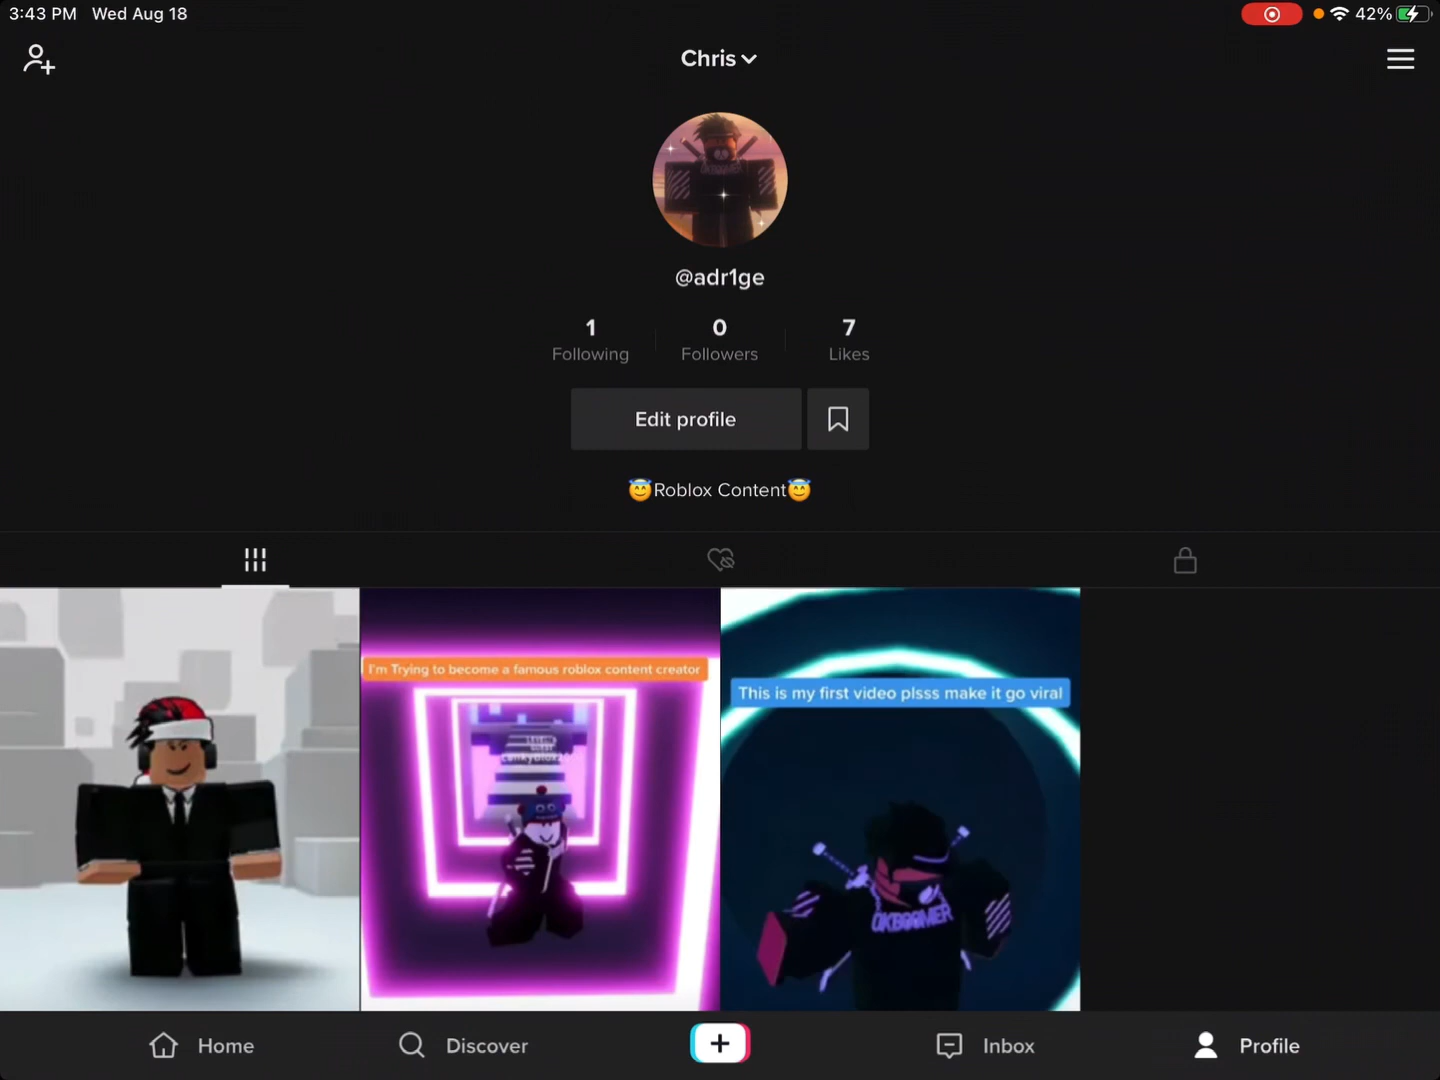 3:43 PM Wed Aug 18
42%
Chris
@adr1ge
1 0 7
Following Followers Likes
Edit profile
😇Roblox Content😇
I'm Trying to become a famous roblox content creator
This is my first video plsss make it go viral
OKBOOMER
Home Discover Inbox Profile